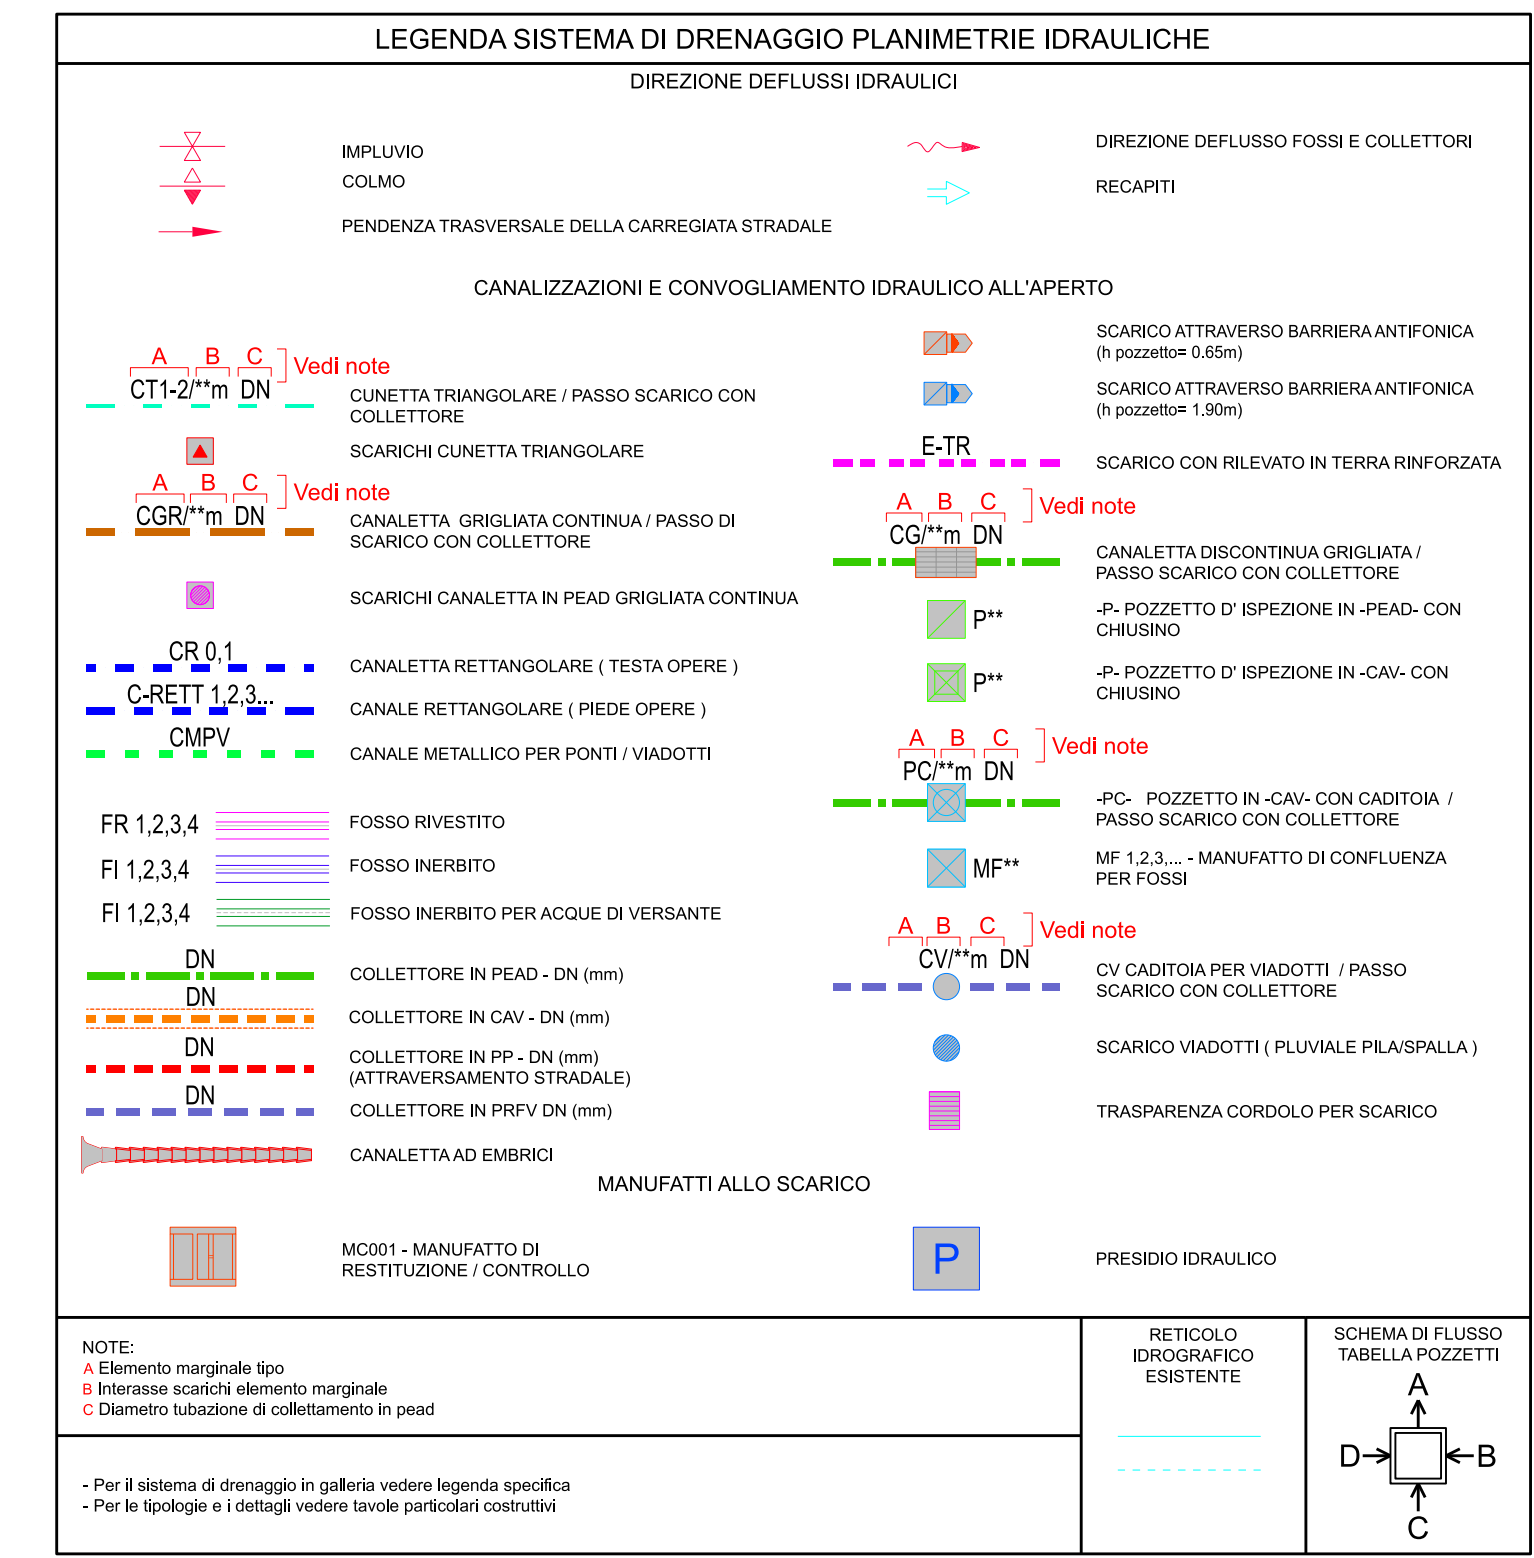 LEGENDA SISTEMA DI DRENAGGIO PLANIMETRIE IDRAULICHE
DIREZIONE DEFLUSSI IDRAULICI
IMPLUVIO
COLMO
PENDENZA TRASVERSALE DELLA CARREGIATA STRADALE
DIREZIONE DEFLUSSO FOSSI E COLLETTORI
RECAPITI
CANALIZZAZIONI E CONVOGLIAMENTO IDRAULICO ALL'APERTO
A B C Vedi note
CT1-2/**m DN
CUNETTA TRIANGOLARE / PASSO SCARICO CON
COLLETTORE
SCARICHI CUNETTA TRIANGOLARE
A B C Vedi note
CGR/**m DN
CANALETTA GRIGLIATA CONTINUA / PASSO DI
SCARICO CON COLLETTORE
SCARICHI CANALETTA IN PEAD GRIGLIATA CONTINUA
CR 0,1
CANALETTA RETTANGOLARE ( TESTA OPERE )
C-RETT 1,2,3...
CANALE RETTANGOLARE ( PIEDE OPERE )
CMPV
CANALE METALLICO PER PONTI / VIADOTTI
FR 1,2,3,4
FOSSO RIVESTITO
FI 1,2,3,4
FOSSO INERBITO
FI 1,2,3,4
FOSSO INERBITO PER ACQUE DI VERSANTE
DN
COLLETTORE IN PEAD - DN (mm)
DN
COLLETTORE IN CAV - DN (mm)
DN
COLLETTORE IN PP - DN (mm)
(ATTRAVERSAMENTO STRADALE)
DN
COLLETTORE IN PRFV DN (mm)
CANALETTA AD EMBRICI
SCARICO ATTRAVERSO BARRIERA ANTIFONICA
(h pozzetto= 0.65m)
SCARICO ATTRAVERSO BARRIERA ANTIFONICA
(h pozzetto= 1.90m)
E-TR
SCARICO CON RILEVATO IN TERRA RINFORZATA
A B C Vedi note
CG/**m DN
CANALETTA DISCONTINUA GRIGLIATA /
PASSO SCARICO CON COLLETTORE
P**
-P- POZZETTO D' ISPEZIONE IN -PEAD- CON
CHIUSINO
P**
-P- POZZETTO D' ISPEZIONE IN -CAV- CON
CHIUSINO
A B C Vedi note
PC/**m DN
-PC- POZZETTO IN -CAV- CON CADITOIA /
PASSO SCARICO CON COLLETTORE
MF**
MF 1,2,3,... - MANUFATTO DI CONFLUENZA
PER FOSSI
A B C Vedi note
CV/**m DN
CV CADITOIA PER VIADOTTI / PASSO
SCARICO CON COLLETTORE
SCARICO VIADOTTI ( PLUVIALE PILA/SPALLA )
TRASPARENZA CORDOLO PER SCARICO
MANUFATTI ALLO SCARICO
MC001 - MANUFATTO DI
RESTITUZIONE / CONTROLLO
P
PRESIDIO IDRAULICO
NOTE:
A Elemento marginale tipo
B Interasse scarichi elemento marginale
C Diametro tubazione di collettamento in pead
- Per il sistema di drenaggio in galleria vedere legenda specifica
- Per le tipologie e i dettagli vedere tavole particolari costruttivi
RETICOLO
IDROGRAFICO
ESISTENTE
SCHEMA DI FLUSSO
TABELLA POZZETTI
A
D B
C